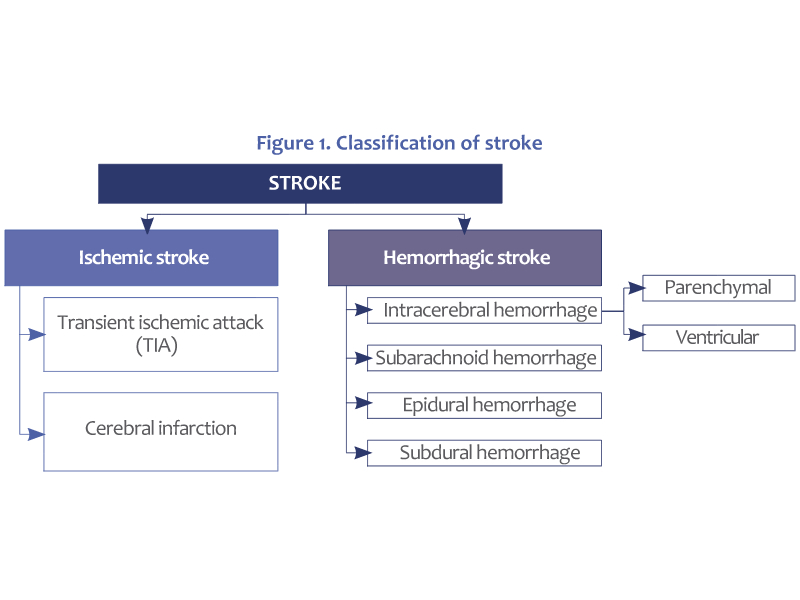 Figure 1. Classification of stroke
STROKE
Ischemic stroke
Transient ischemic attack
(TIA)
Cerebral infarction
Hemorrhagic stroke
Intracerebral hemorrhage
Subarachnoid hemorrhage
Epidural hemorrhage
Subdural hemorrhage
Parenchymal
Ventricular